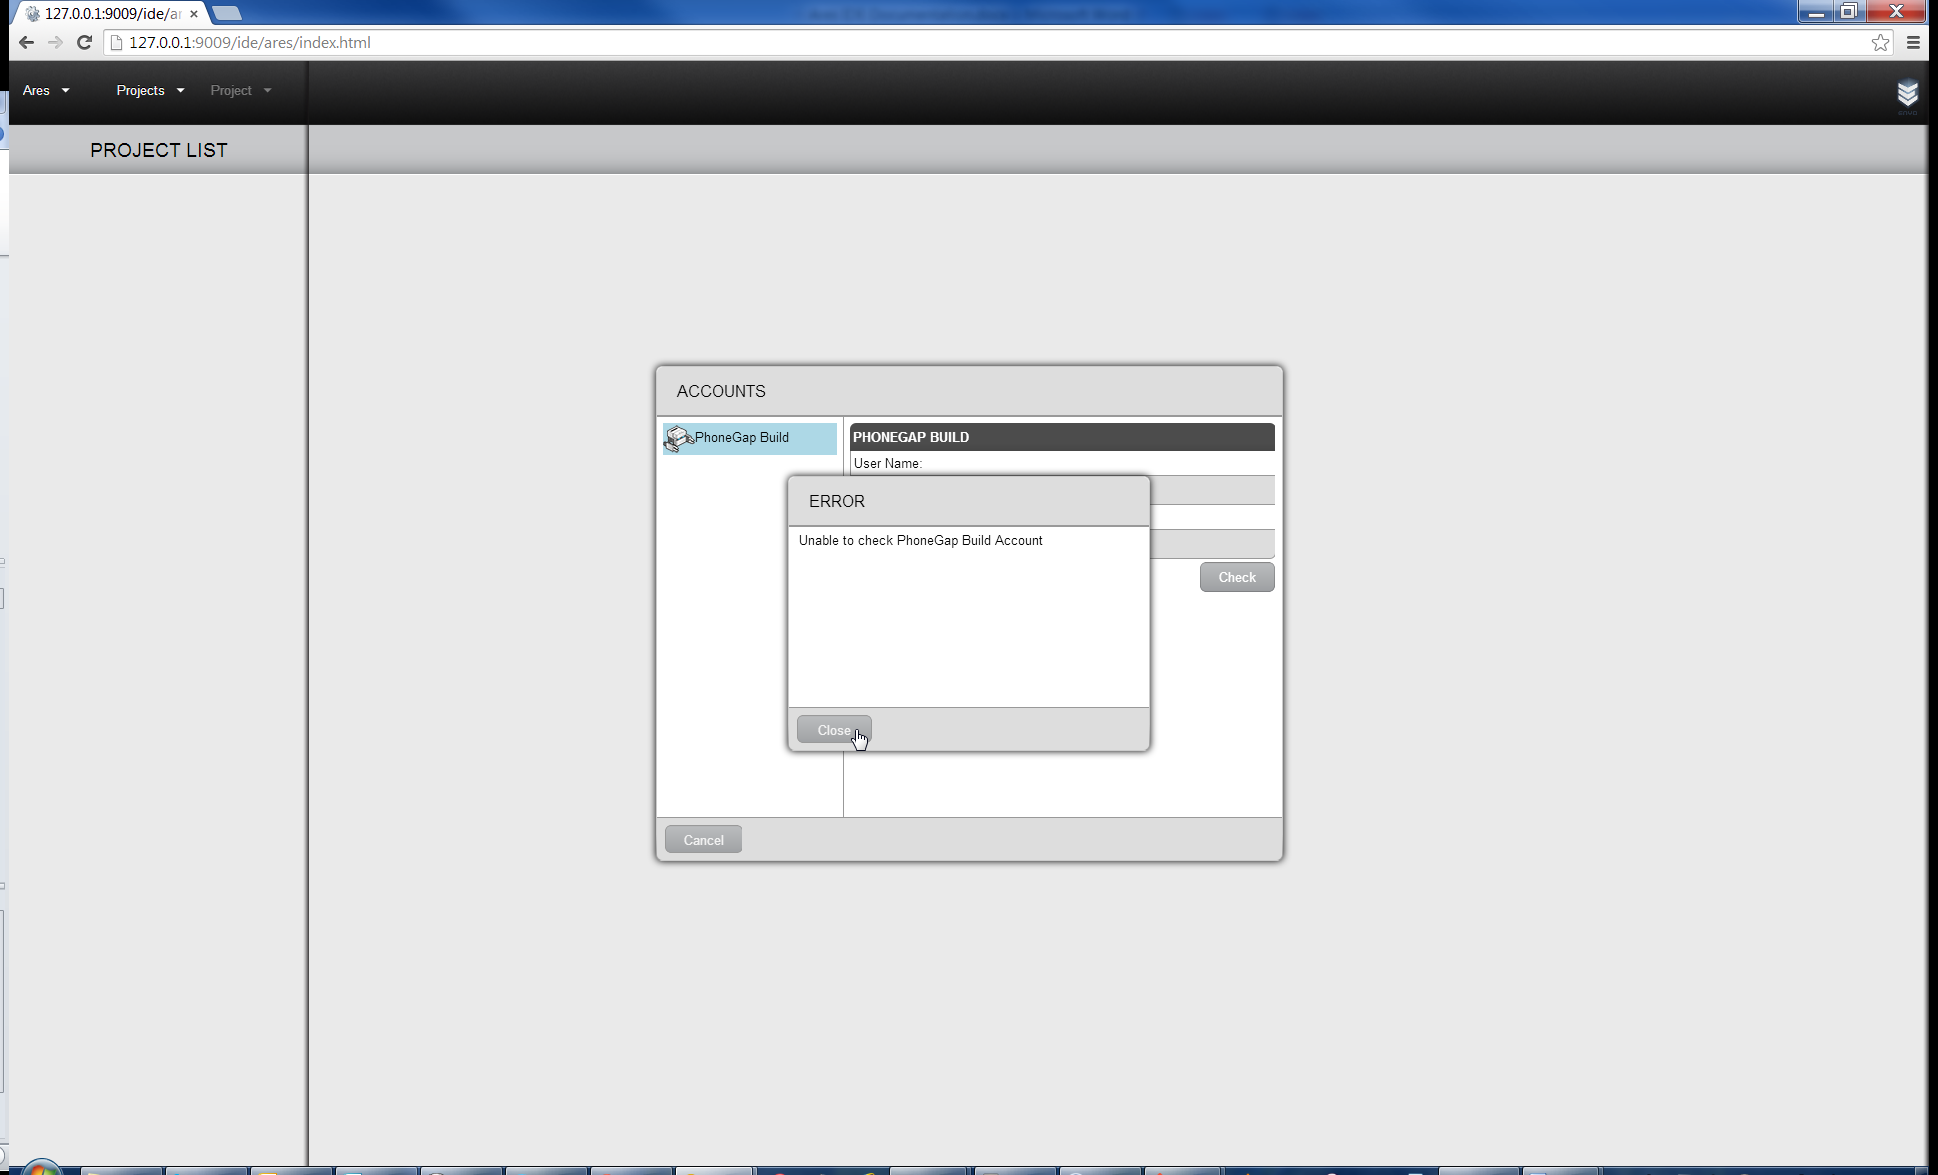 127.0.0.1:9009/ide/a
127.0.0.1:9009/ide/ares/index.html
Ares Projects Project
PROJECT LIST
ACCOUNTS
PhoneGap Build
PHONEGAP BUILD
User Name:
ERROR
Unable to check PhoneGap Build Account
Check
Close
Cancel